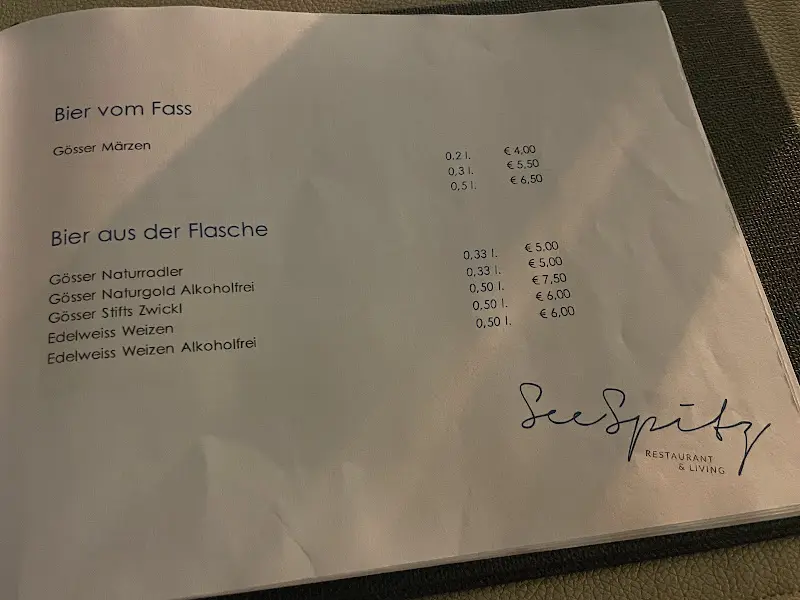 Bier vom Fass
Gösser Märzen 0.2 l. € 4,00
0,3 l. € 5,50
0,5 l. € 6,50
Bier aus der Flasche
Gösser Naturradler 0,33 l. € 5,00
Gösser Naturgold Alkoholfrei 0,33 l. € 5,00
Gösser Stifts Zwickl 0,50 l. € 7,50
Edelweiss Weizen 0,50 l. € 6,00
Edelweiss Weizen Alkoholfrei 0,50 l. € 6,00
SeeSpitz
RESTAURANT
& LIVING